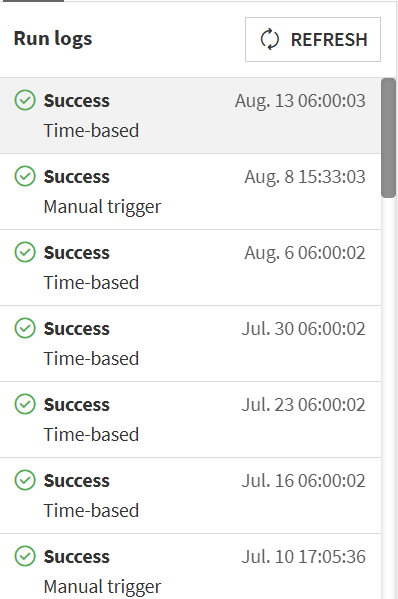 Run logs
REFRESH
Success Aug. 13 06:00:03
Time-based
Success Aug. 8 15:33:03
Manual trigger
Success Aug. 6 06:00:02
Time-based
Success Jul. 30 06:00:02
Time-based
Success Jul. 23 06:00:02
Time-based
Success Jul. 16 06:00:02
Time-based
Success Jul. 10 17:05:36
Manual trigger